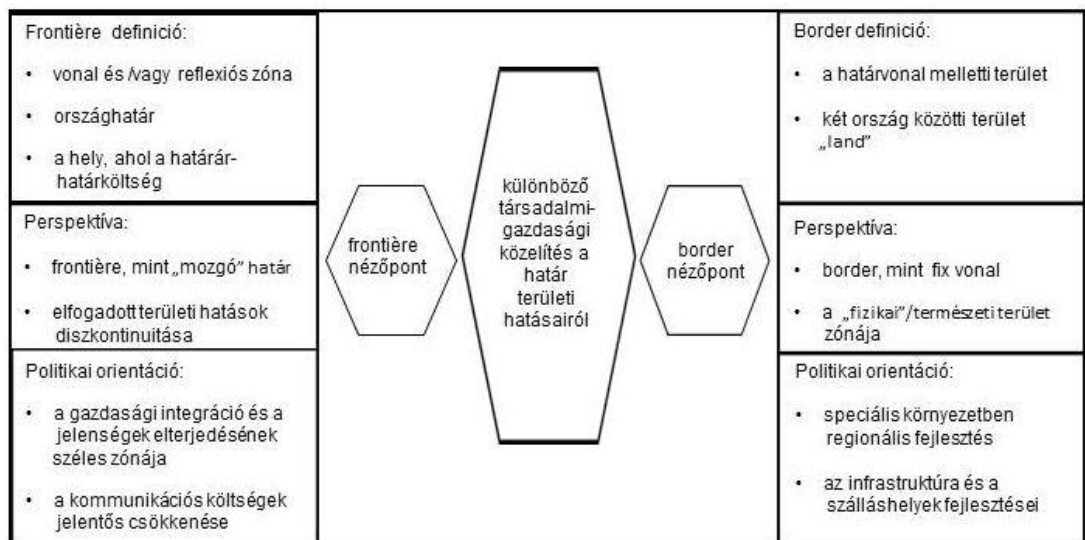 Frontière definíció:
• vonal és /vagy reflexiós zóna
• országhatár
• a hely, ahol a határár-
határköltség
Perspektíva:
• frontière, mint „mozgó” határ
• elfogadott területi hatások
diszkontinuitása
Politikai orientáció:
• a gazdasági integráció és a
jelenségek elterjedésének
széles zónája
• a kommunikációs költségek
jelentős csökkenése
frontière
nézőpont
különböző
társadalmi-
gazdasági
közelítés a
határ
területi
hatásairól
border
nézőpont
Border definíció:
• a határvonal melletti terület
• két ország közötti terület
„land”
Perspektíva:
• border, mint fix vonal
• a „fizikai”/természeti terület
zónája
Politikai orientáció:
• speciális környezetben
regionális fejlesztés
• az infrastruktúra és a
szálláshelyek fejlesztései